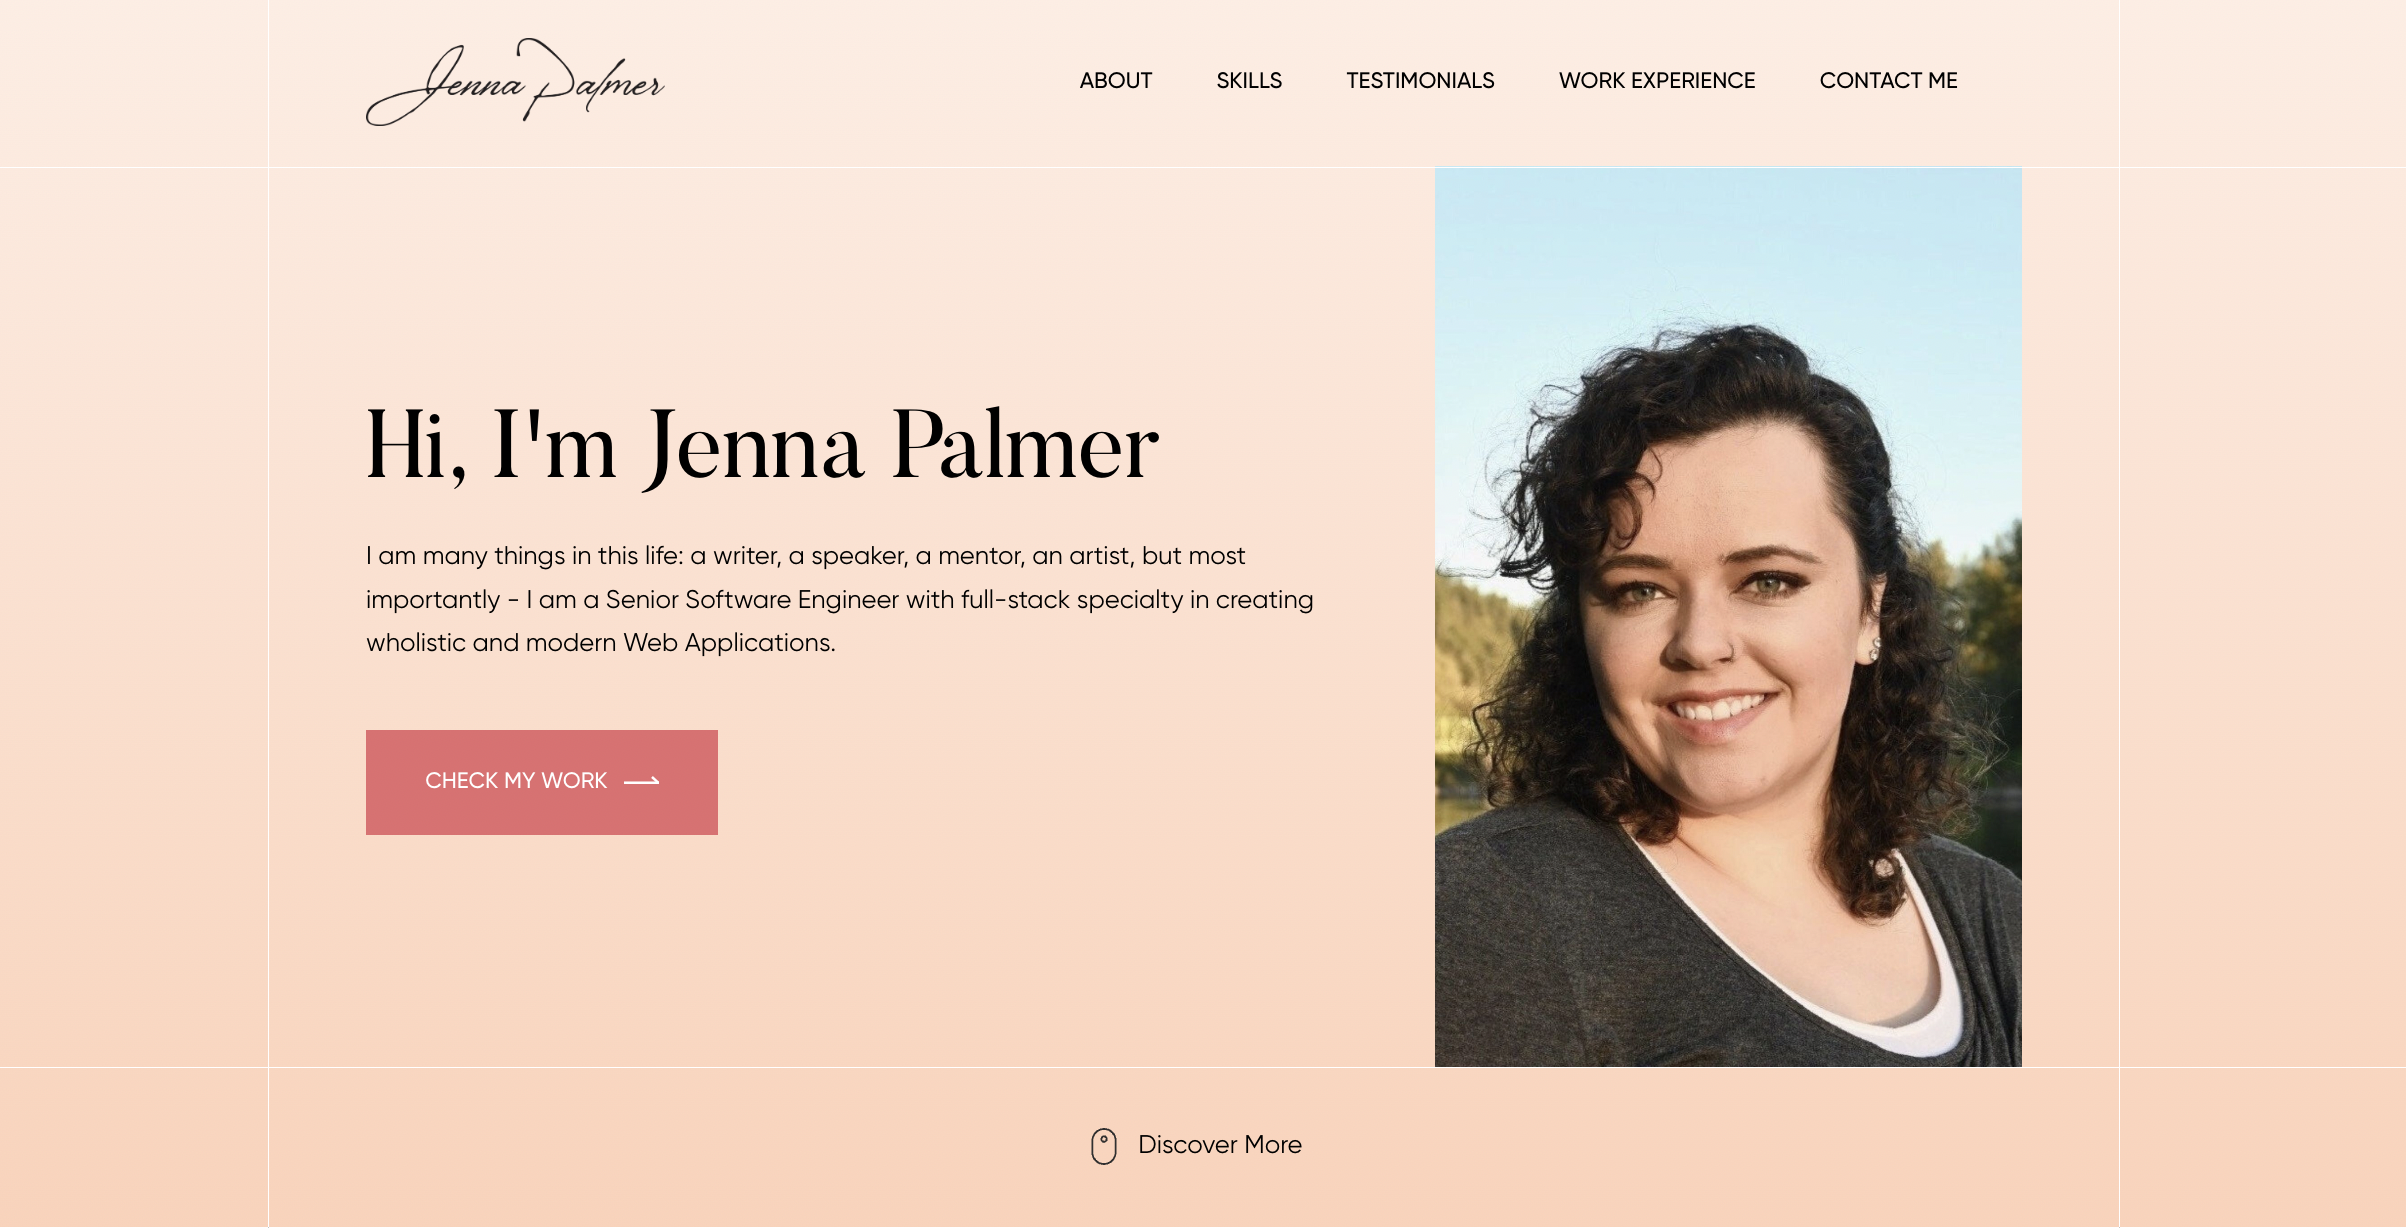 Jenna Palmer
ABOUT SKILLS TESTIMONIALS WORK EXPERIENCE CONTACT ME
Hi, I'm Jenna Palmer
I am many things in this life: a writer, a speaker, a mentor, an artist, but most
importantly - I am a Senior Software Engineer with full-stack specialty in creating
wholistic and modern Web Applications.
CHECK MY WORK
Discover More